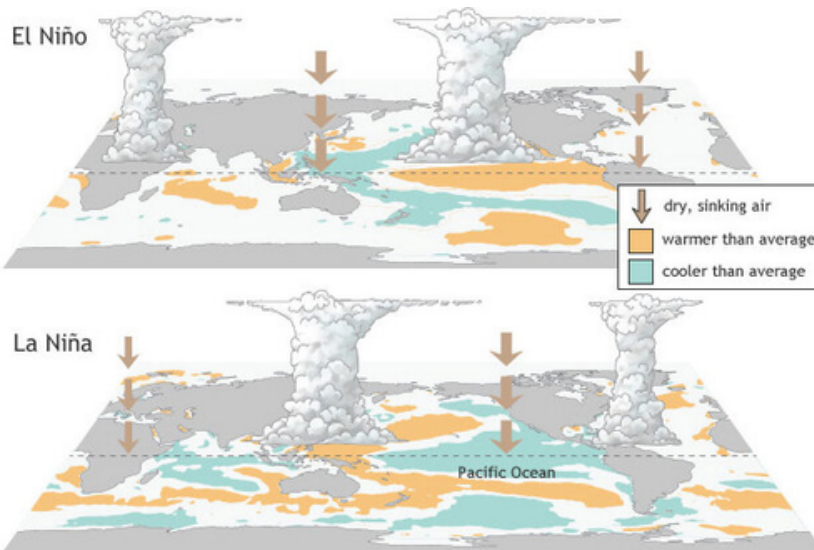 El Niño
dry, sinking air
warmer than average
cooler than average
La Niña
Pacific Ocean